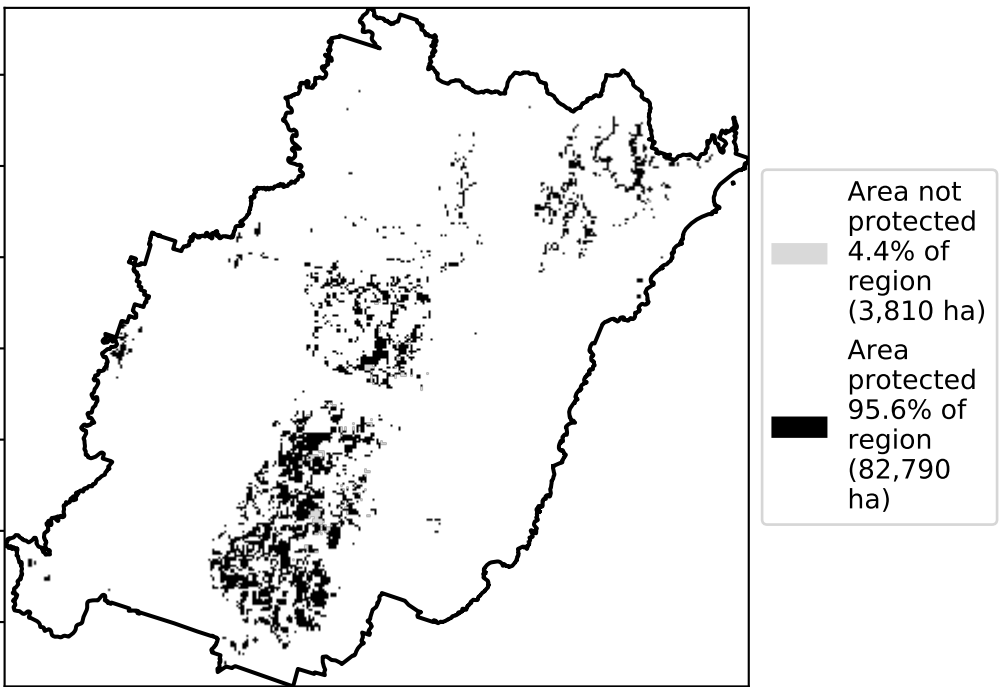 Area not
protected
4.4% of
region
(3,810 ha)
Area
protected
95.6% of
region
(82,790
ha)